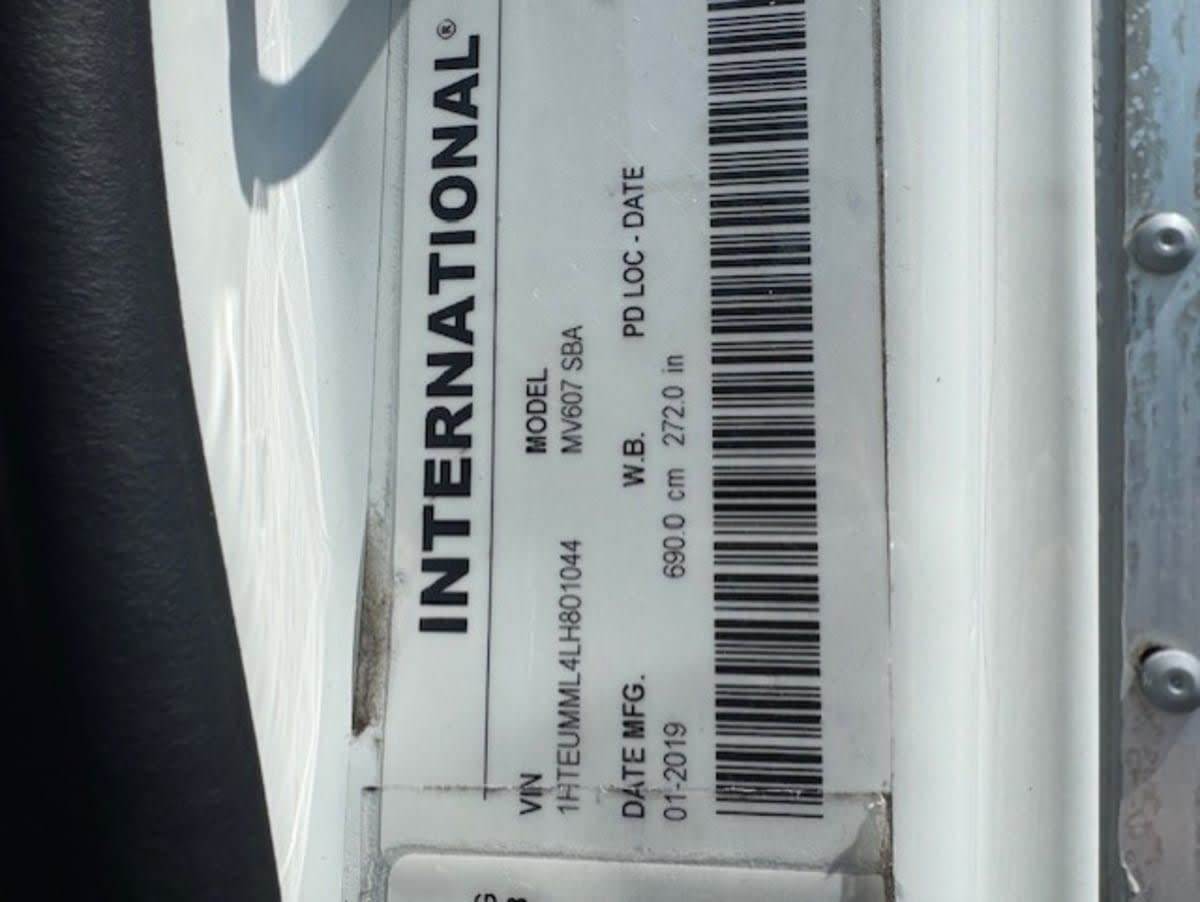 INTERNATIONAL®
VIN MODEL
1HTEUMML4LH801044 MV607 SBA
DATE MFG. W.B. PD LOC - DATE
01-2019 690.0 cm 272.0 in